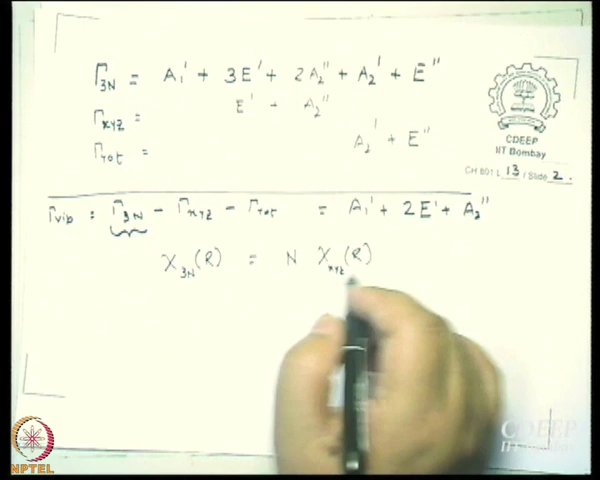 Γ3N = A1' + 3E' + 2A2'' + A2' + E''
Γxyz = E' + A2''
Γrot = A2' + E''
CDEEP
IIT Bombay
CH 801 L 13 / Slide 2.
Γvib = Γ3N - Γxyz - Γrot = A1' + 2E' + A2''
χ3N(R) = N χxyz(R)
CDEEP
NPTEL